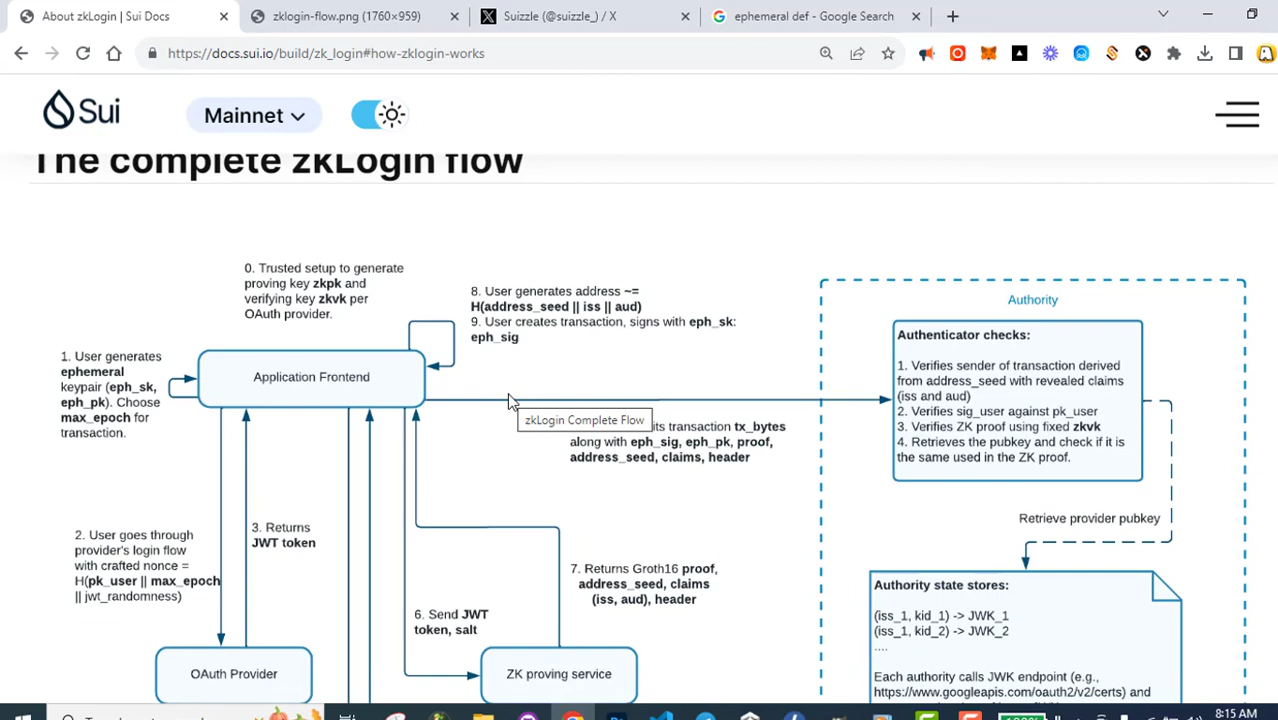 About zkLogin | Sui Docs
zklogin-flow.png (1760×959)
Suizzle (@suizzle_) / X
ephemeral def - Google Search
https://docs.sui.io/build/zk_login#how-zklogin-works
Sui
Mainnet
The complete zkLogin flow
0. Trusted setup to generate
proving key zkpk and
verifying key zkvk per
OAuth provider.
8. User generates address ~=
H(address_seed || iss || aud)
9. User creates transaction, signs with eph_sk:
eph_sig
1. User generates
ephemeral
keypair (eph_sk,
eph_pk). Choose
max_epoch for
transaction.
Application Frontend
zkLogin Complete Flow
its transaction tx_bytes
along with eph_sig, eph_pk, proof,
address_seed, claims, header
Authority
Authenticator checks:
1. Verifies sender of transaction derived
from address_seed with revealed claims
(iss and aud)
2. Verifies sig_user against pk_user
3. Verifies ZK proof using fixed zkvk
4. Retrieves the pubkey and check if it is
the same used in the ZK proof.
Retrieve provider pubkey
2. User goes through
provider's login flow
with crafted nonce =
H(pk_user || max_epoch
|| jwt_randomness)
3. Returns
JWT token
6. Send JWT
token, salt
7. Returns Groth16 proof,
address_seed, claims
(iss, aud), header
OAuth Provider
ZK proving service
Authority state stores:
(iss_1, kid_1) -> JWK_1
(iss_1, kid_2) -> JWK_2
....
Each authority calls JWK endpoint (e.g.,
https://www.googleapis.com/oauth2/v2/certs) and
8:15 AM